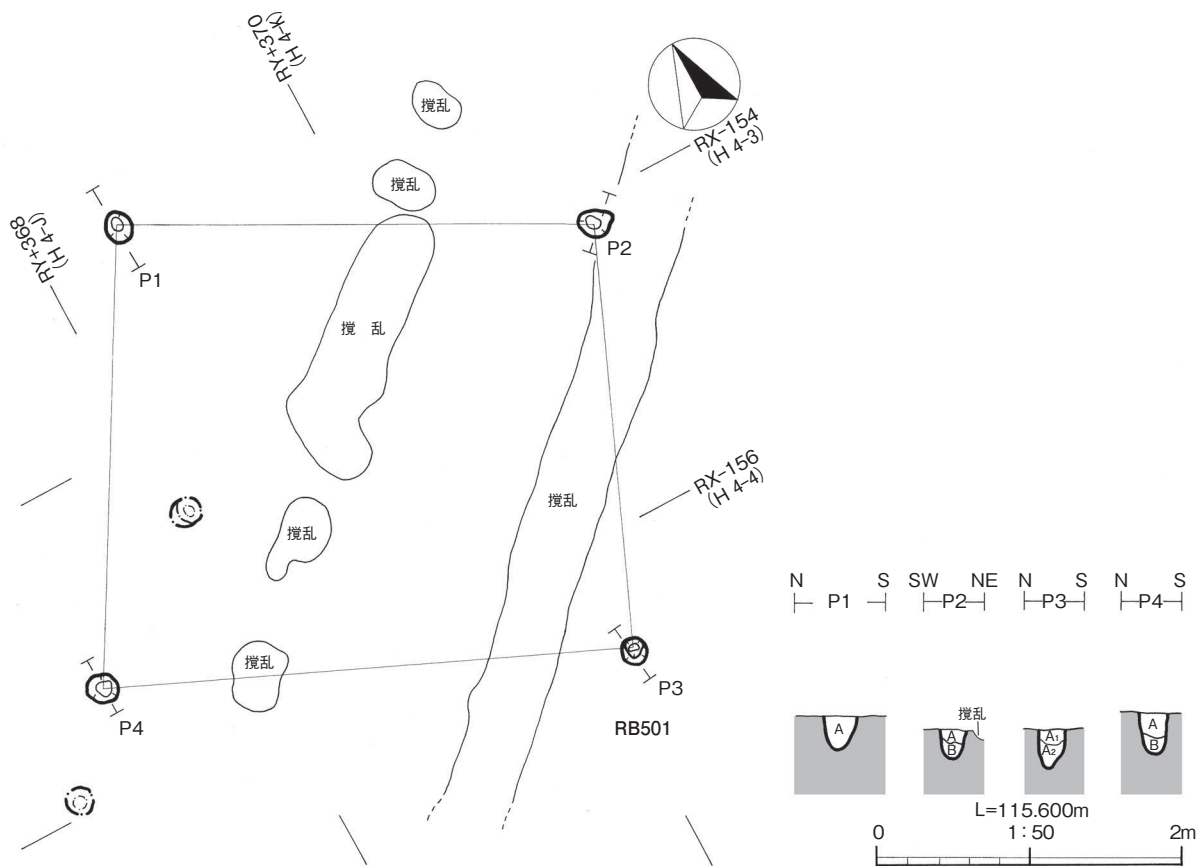 RY+370
(H 4-K)
撹乱
RX-154
(H 4-3)
撹乱
RY+368
(H 4-J)
P1
P2
撹　乱
RX-156
(H 4-4)
撹乱
撹乱
撹乱
P3
P4
RB501
N S SW NE N S N S
P1 P2 P3 P4
撹乱
A A A1 A
B A2 B
L=115.600m
0 1:50 2m